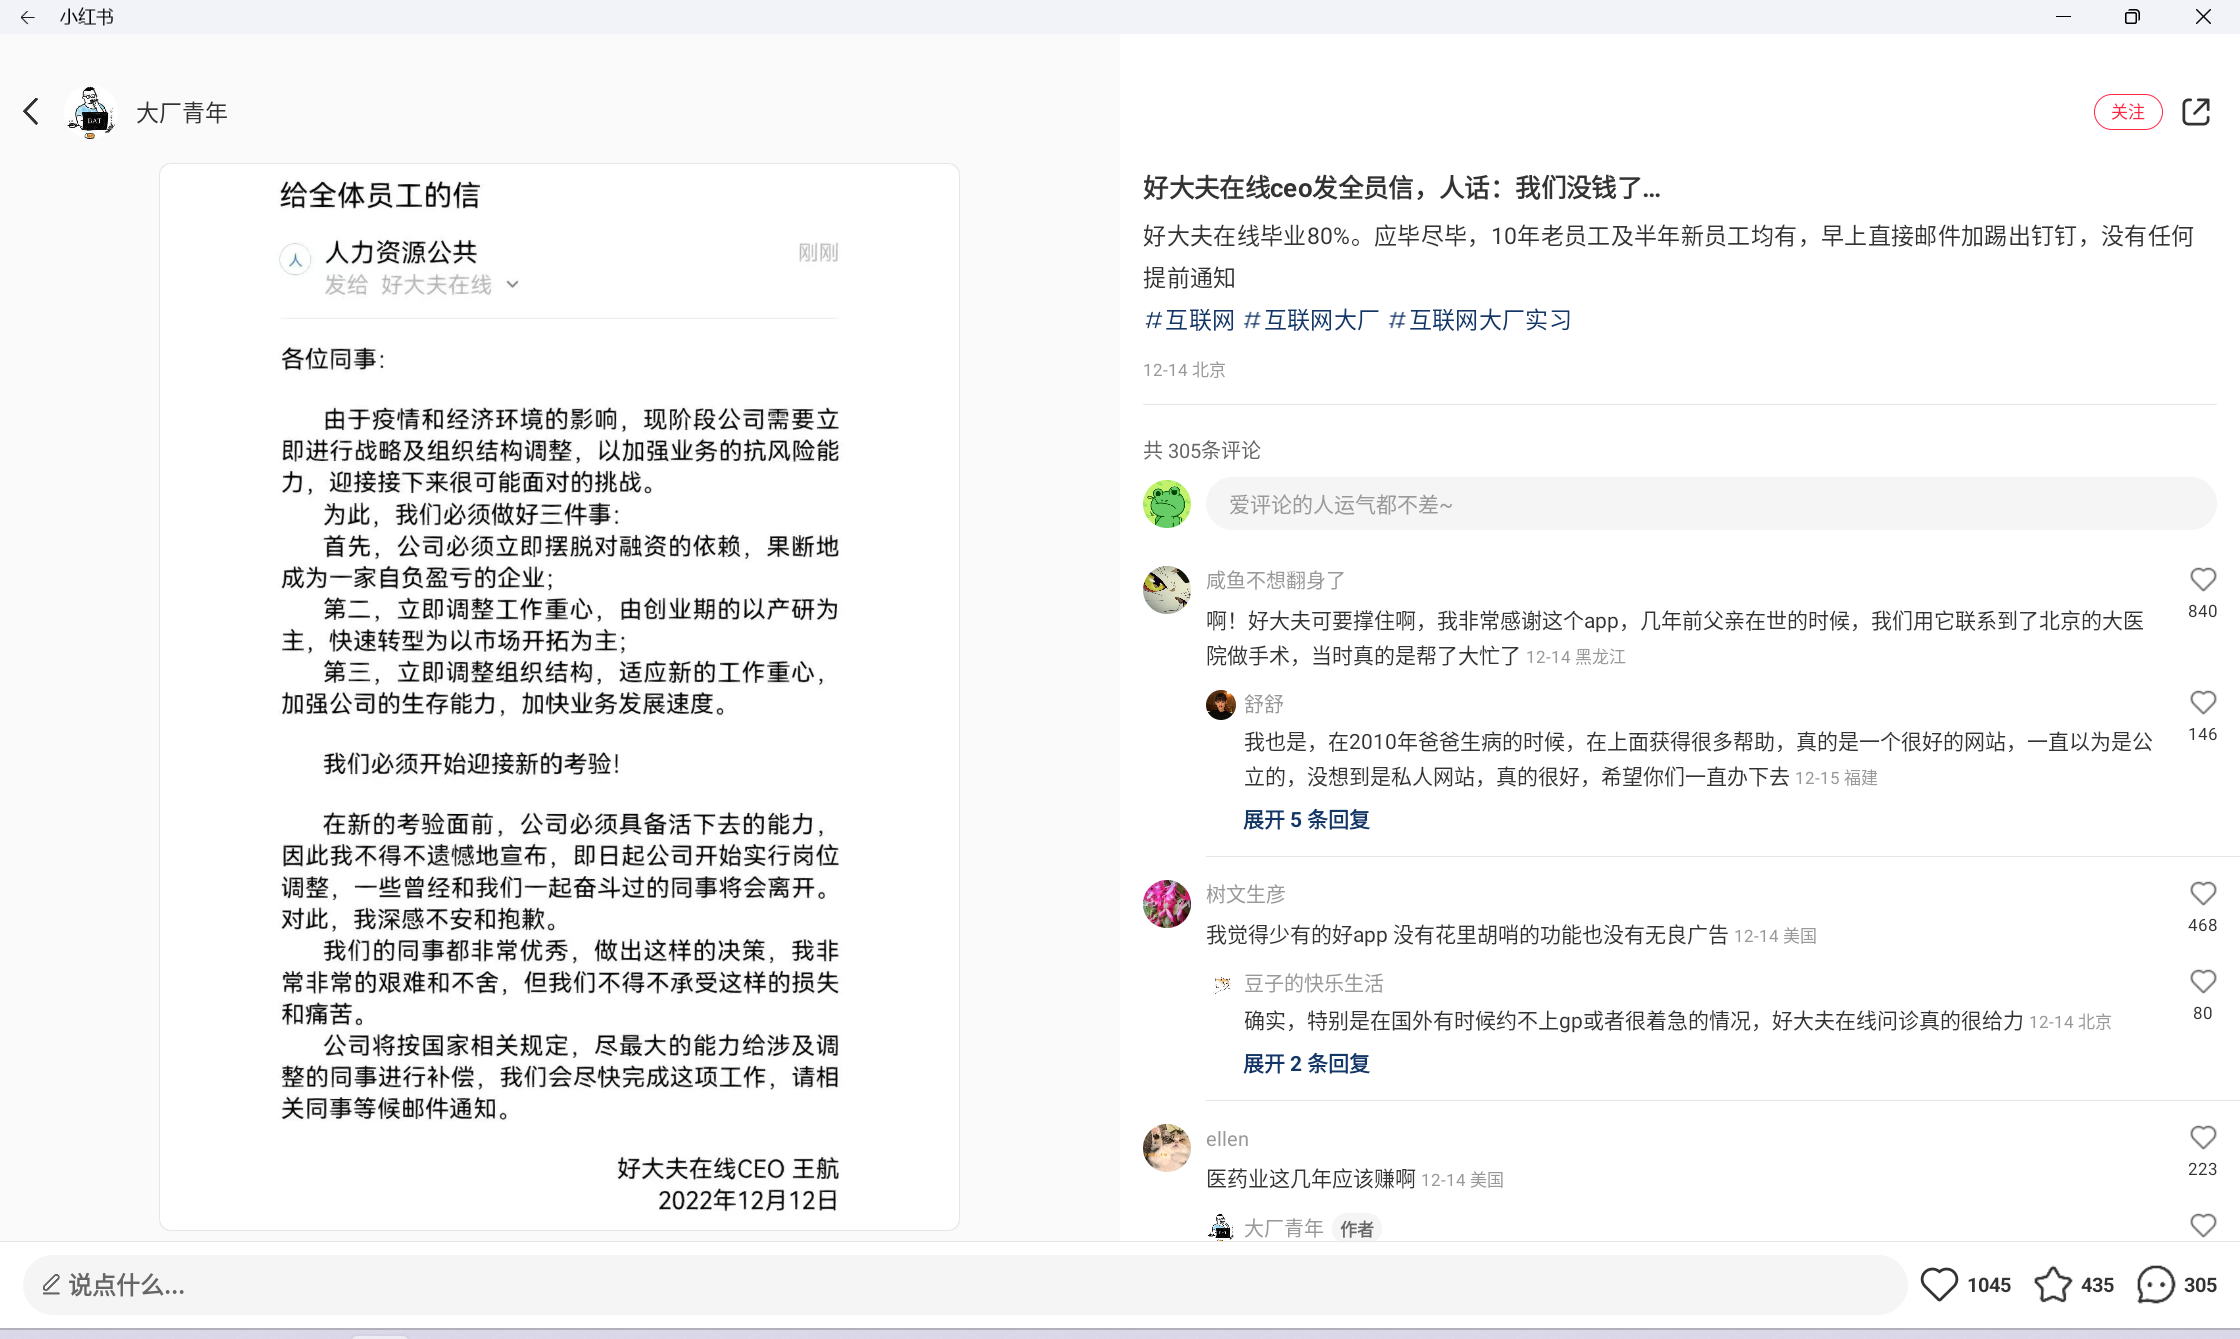 小红书
大厂青年
关注
给全体员工的信
人力资源公共
刚刚
发给 好大夫在线
各位同事：
由于疫情和经济环境的影响，现阶段公司需要立
即进行战略及组织结构调整，以加强业务的抗风险能
力，迎接接下来很可能面对的挑战。
为此，我们必须做好三件事：
首先，公司必须立即摆脱对融资的依赖，果断地
成为一家自负盈亏的企业；
第二，立即调整工作重心，由创业期的以产研为
主，快速转型为以市场开拓为主；
第三，立即调整组织结构，适应新的工作重心，
加强公司的生存能力，加快业务发展速度。
我们必须开始迎接新的考验！
在新的考验面前，公司必须具备活下去的能力，
因此我不得不遗憾地宣布，即日起公司开始实行岗位
调整，一些曾经和我们一起奋斗过的同事将会离开。
对此，我深感不安和抱歉。
我们的同事都非常优秀，做出这样的决策，我非
常非常的艰难和不舍，但我们不得不承受这样的损失
和痛苦。
公司将按国家相关规定，尽最大的能力给涉及调
整的同事进行补偿，我们会尽快完成这项工作，请相
关同事等候邮件通知。
好大夫在线CEO 王航
2022年12月12日
好大夫在线ceo发全员信，人话：我们没钱了...
好大夫在线毕业80%。应毕尽毕，10年老员工及半年新员工均有，早上直接邮件加踢出钉钉，没有任何
提前通知
#互联网 #互联网大厂 #互联网大厂实习
12-14 北京
共 305条评论
爱评论的人运气都不差~
咸鱼不想翻身了
啊！好大夫可要撑住啊，我非常感谢这个app，几年前父亲在世的时候，我们用它联系到了北京的大医
院做手术，当时真的是帮了大忙了 12-14 黑龙江
840
舒舒
我也是，在2010年爸爸生病的时候，在上面获得很多帮助，真的是一个很好的网站，一直以为是公
立的，没想到是私人网站，真的很好，希望你们一直办下去 12-15 福建
146
展开 5 条回复
树文生彦
我觉得少有的好app 没有花里胡哨的功能也没有无良广告 12-14 美国
468
豆子的快乐生活
确实，特别是在国外有时候约不上gp或者很着急的情况，好大夫在线问诊真的很给力 12-14 北京
80
展开 2 条回复
ellen
医药业这几年应该赚啊 12-14 美国
223
大厂青年 作者
说点什么...
1045
435
305